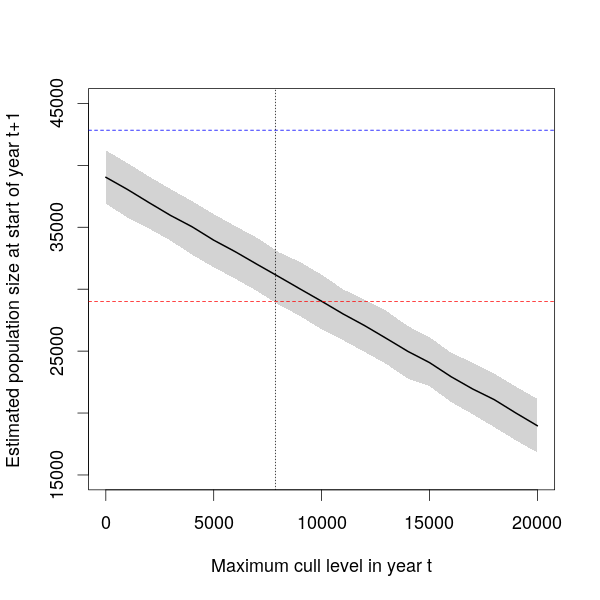 Estimated population size at start of year t+1
45000
35000
25000
15000
0 5000 10000 15000 20000
Maximum cull level in year t